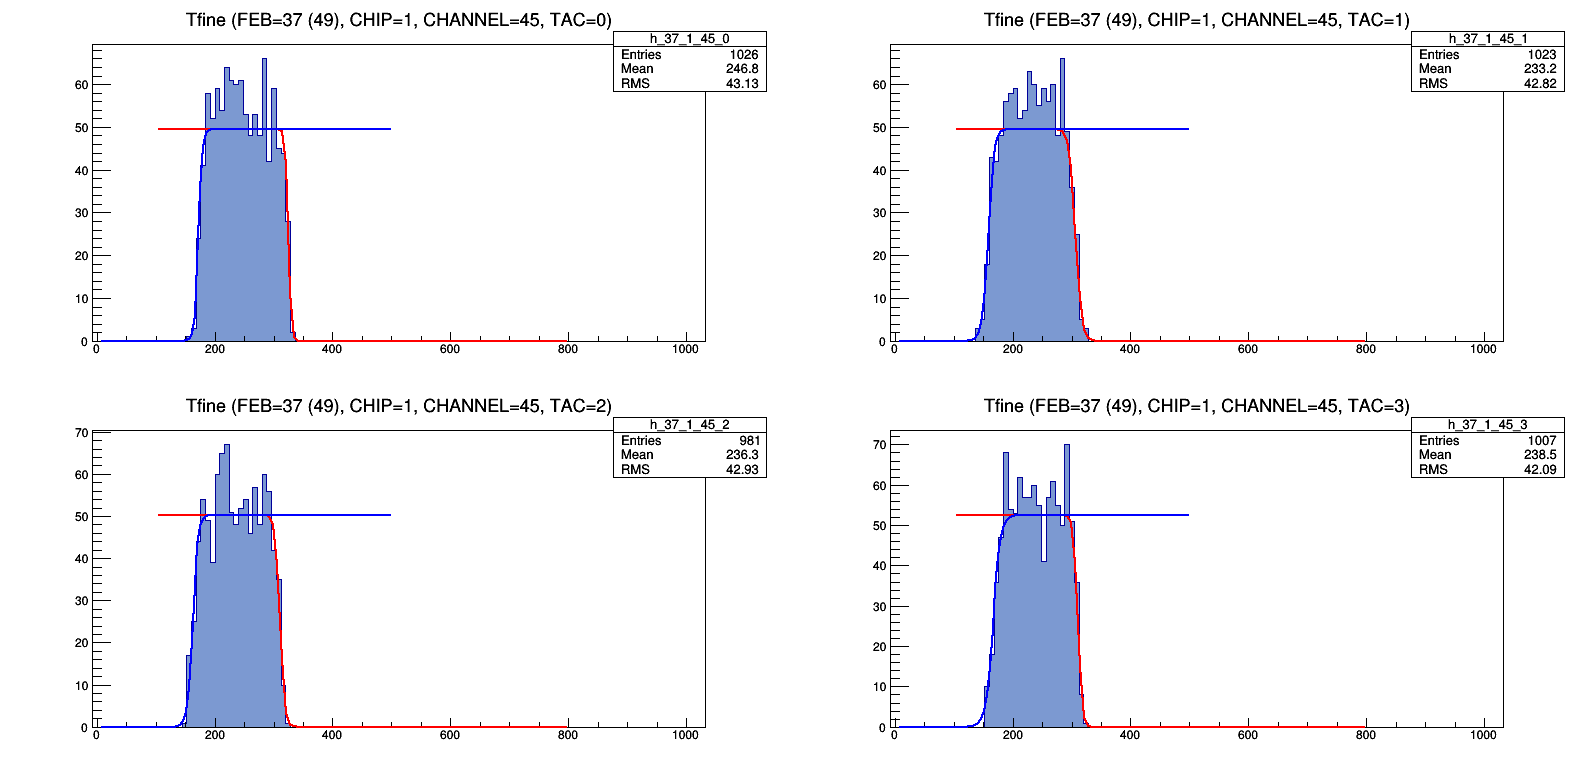 Tfine (FEB=37 (49), CHIP=1, CHANNEL=45, TAC=0)
h_37_1_45_0
Entries 1026
Mean 246.8
RMS 43.13
60
50
40
30
20
10
0
0 200 400 600 800 1000
Tfine (FEB=37 (49), CHIP=1, CHANNEL=45, TAC=1)
h_37_1_45_1
Entries 1023
Mean 233.2
RMS 42.82
60
50
40
30
20
10
0
0 200 400 600 800 1000
Tfine (FEB=37 (49), CHIP=1, CHANNEL=45, TAC=2)
h_37_1_45_2
Entries 981
Mean 236.3
RMS 42.93
70
60
50
40
30
20
10
0
0 200 400 600 800 1000
Tfine (FEB=37 (49), CHIP=1, CHANNEL=45, TAC=3)
h_37_1_45_3
Entries 1007
Mean 238.5
RMS 42.09
70
60
50
40
30
20
10
0
0 200 400 600 800 1000